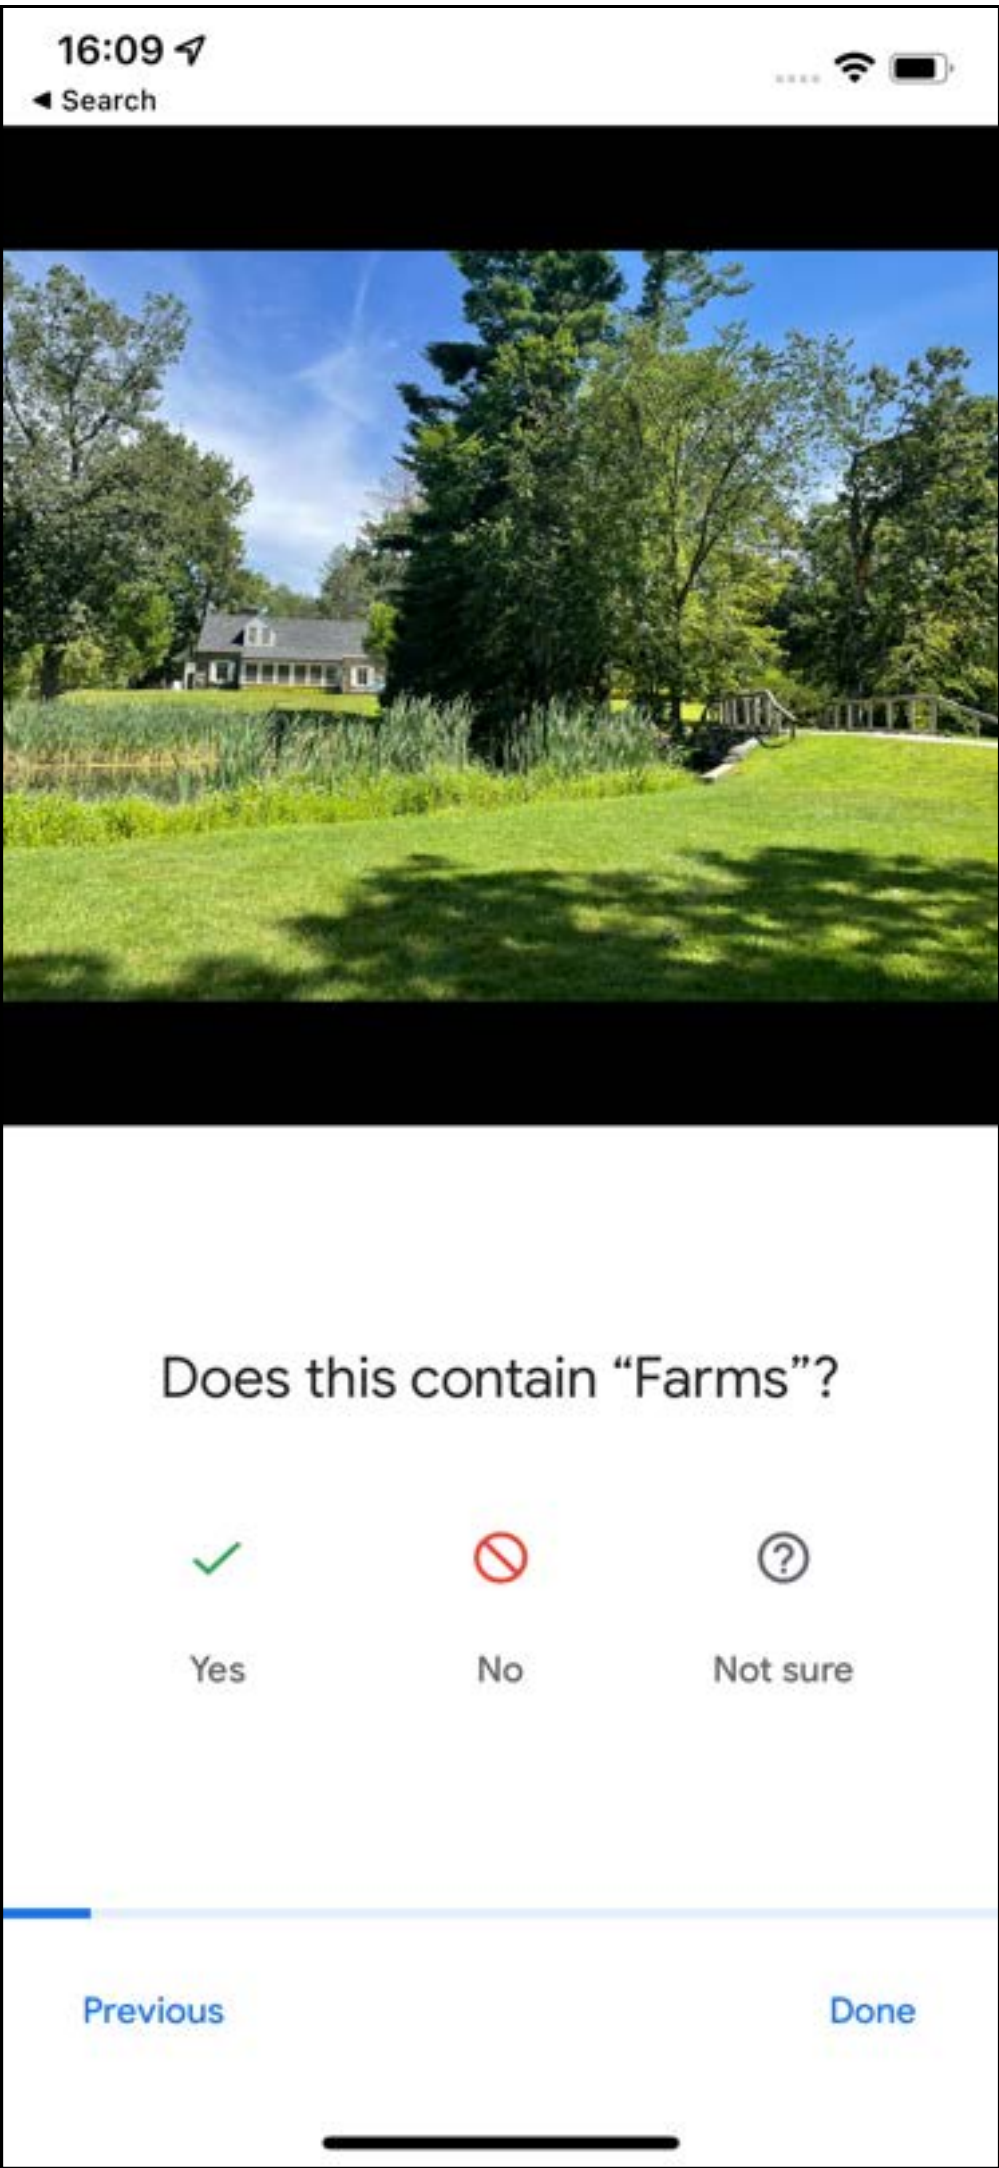 16:09
◀ Search
Does this contain “Farms”?
Yes
No
Not sure
Previous
Done